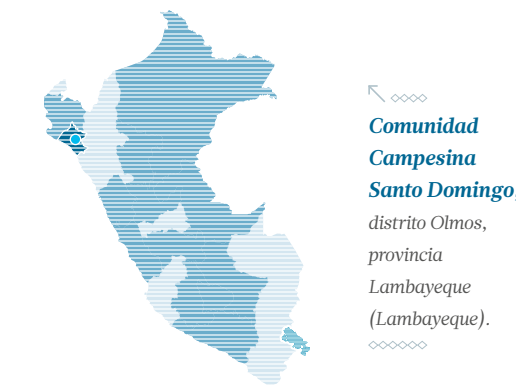 Comunidad
Campesina
Santo Domingo,
distrito Olmos,
provincia
Lambayeque
(Lambayeque).